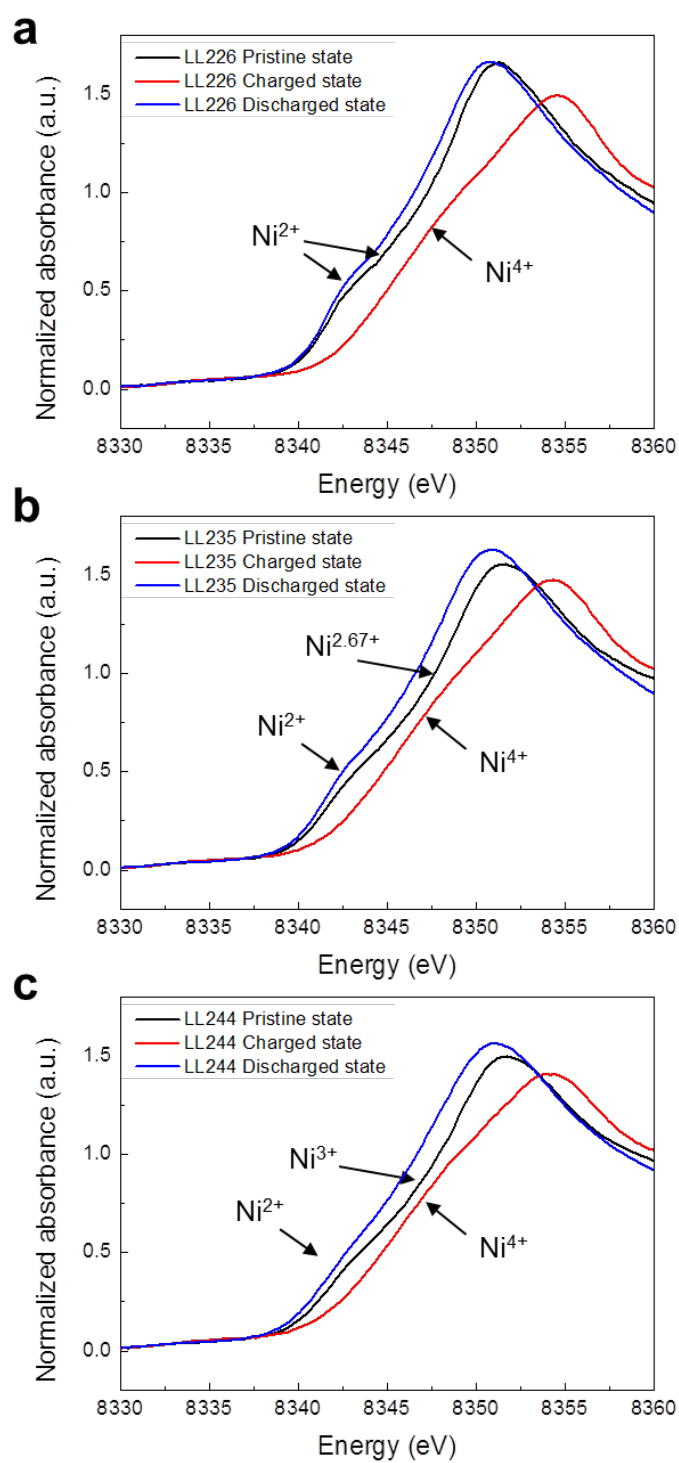 a
LL226 Pristine state
LL226 Charged state
LL226 Discharged state
Normalized absorbance (a.u.)
1.5
1.0
0.5
0.0
Ni²⁺
Ni⁴⁺
8330 8335 8340 8345 8350 8355 8360
Energy (eV)
b
LL235 Pristine state
LL235 Charged state
LL235 Discharged state
Normalized absorbance (a.u.)
1.5
1.0
0.5
0.0
Ni²·⁶⁷⁺
Ni²⁺
Ni⁴⁺
8330 8335 8340 8345 8350 8355 8360
Energy (eV)
c
LL244 Pristine state
LL244 Charged state
LL244 Discharged state
Normalized absorbance (a.u.)
1.5
1.0
0.5
0.0
Ni³⁺
Ni²⁺
Ni⁴⁺
8330 8335 8340 8345 8350 8355 8360
Energy (eV)